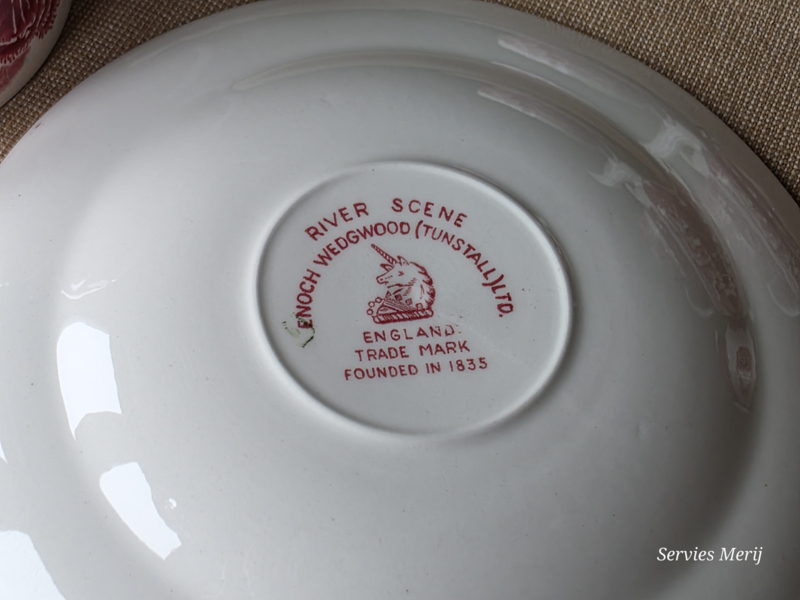 RIVER SCENE
ENOCH WEDGWOOD (TUNSTALL) LTD.
ENGLAND
TRADE MARK
FOUNDED IN 1835
Servies Merij